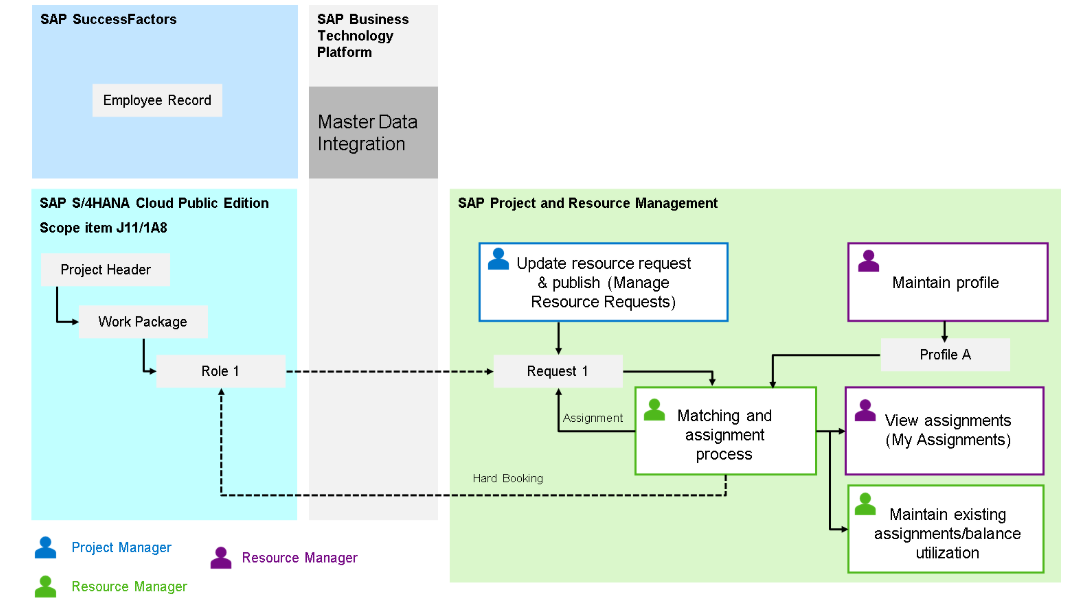 SAP SuccessFactors
Employee Record
SAP Business
Technology
Platform
Master Data
Integration
SAP S/4HANA Cloud Public Edition
Scope item J11/1A8
Project Header
Work Package
Role 1
SAP Project and Resource Management
Update resource request
& publish (Manage
Resource Requests)
Maintain profile
Profile A
Request 1
Assignment
Matching and
assignment
process
View assignments
(My Assignments)
Hard Booking
Maintain existing
assignments/balance
utilization
Project Manager
Resource Manager
Resource Manager